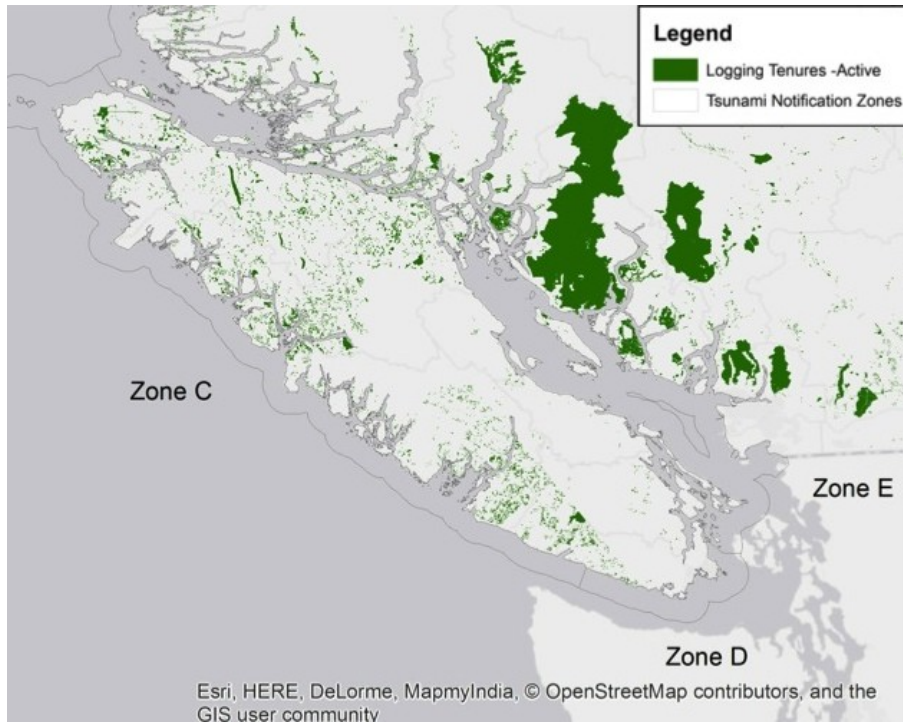 Legend
Logging Tenures -Active
Tsunami Notification Zones
Zone C
Zone E
Zone D
Esri, HERE, DeLorme, MapmyIndia, © OpenStreetMap contributors, and the
GIS user community